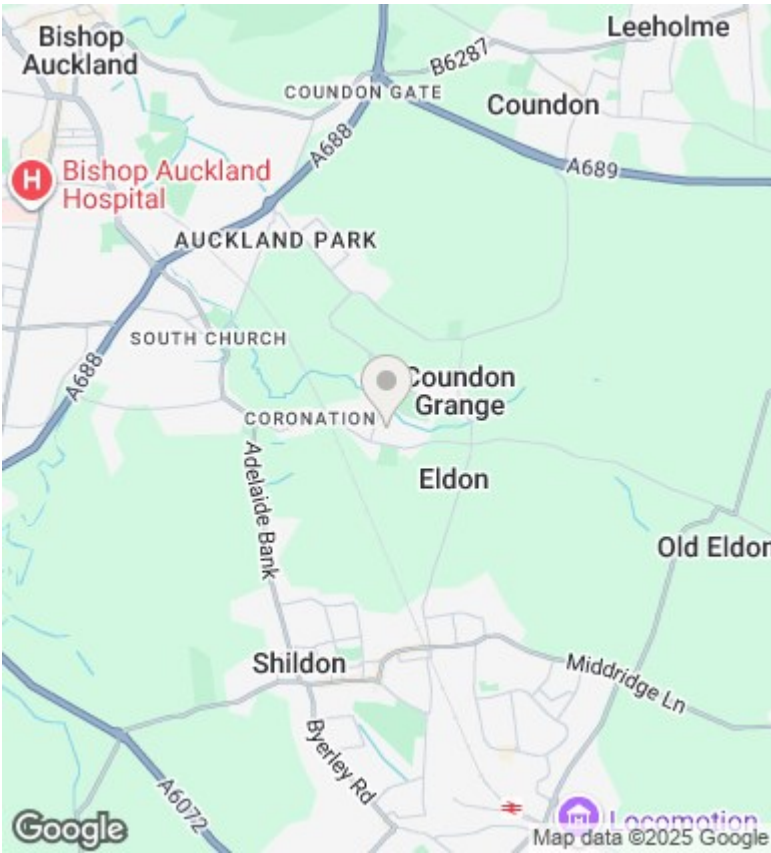 Bishop
Auckland
Leeholme
B6287
COUNDON GATE
Coundon
A688
A689
Bishop Auckland
Hospital
AUCKLAND PARK
SOUTH CHURCH
A688
Coundon
Grange
CORONATION
Adelaide Bank
Eldon
Old Eldon
Shildon
Middridge Ln
Byerley Rd
A6072
Locomotion
Google
Map data ©2025 Google